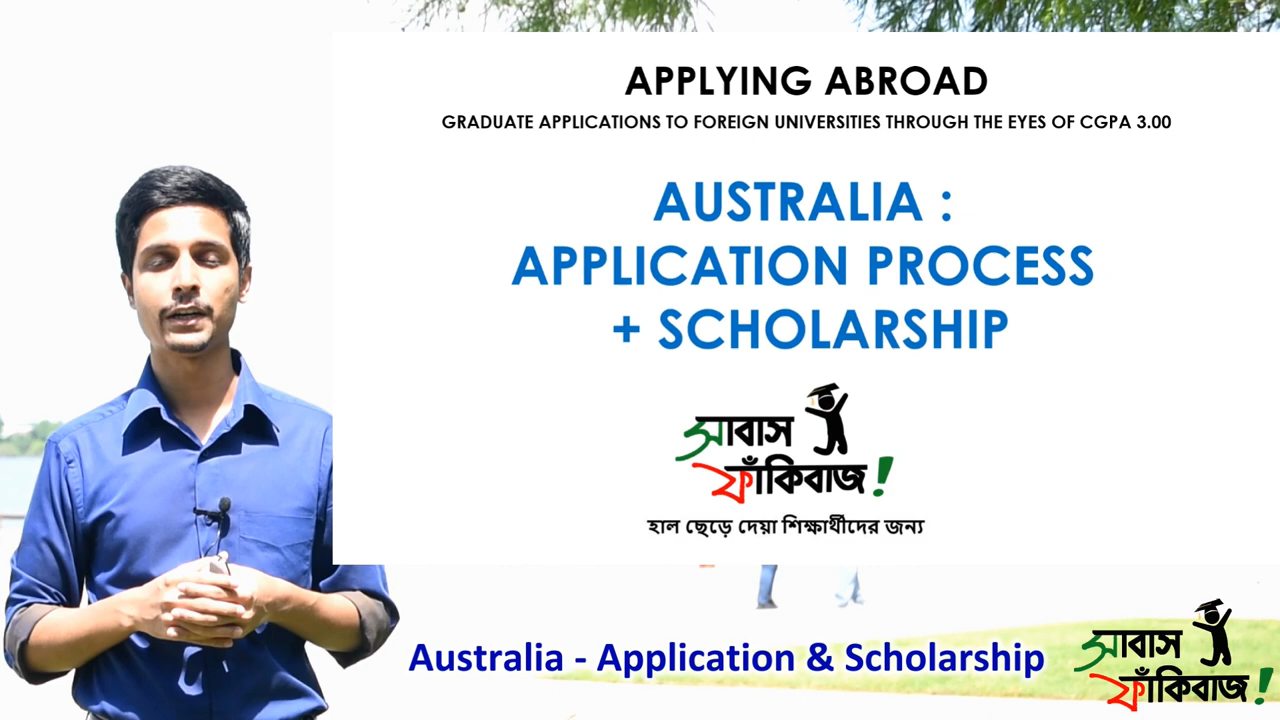 APPLYING ABROAD
GRADUATE APPLICATIONS TO FOREIGN UNIVERSITIES THROUGH THE EYES OF CGPA 3.00
AUSTRALIA :
APPLICATION PROCESS
+ SCHOLARSHIP
সাবাস
ফাঁকিবাজ!
হাল ছেড়ে দেয়া শিক্ষার্থীদের জন্য
Australia - Application & Scholarship
সাবাস
ফাঁকিবাজ!